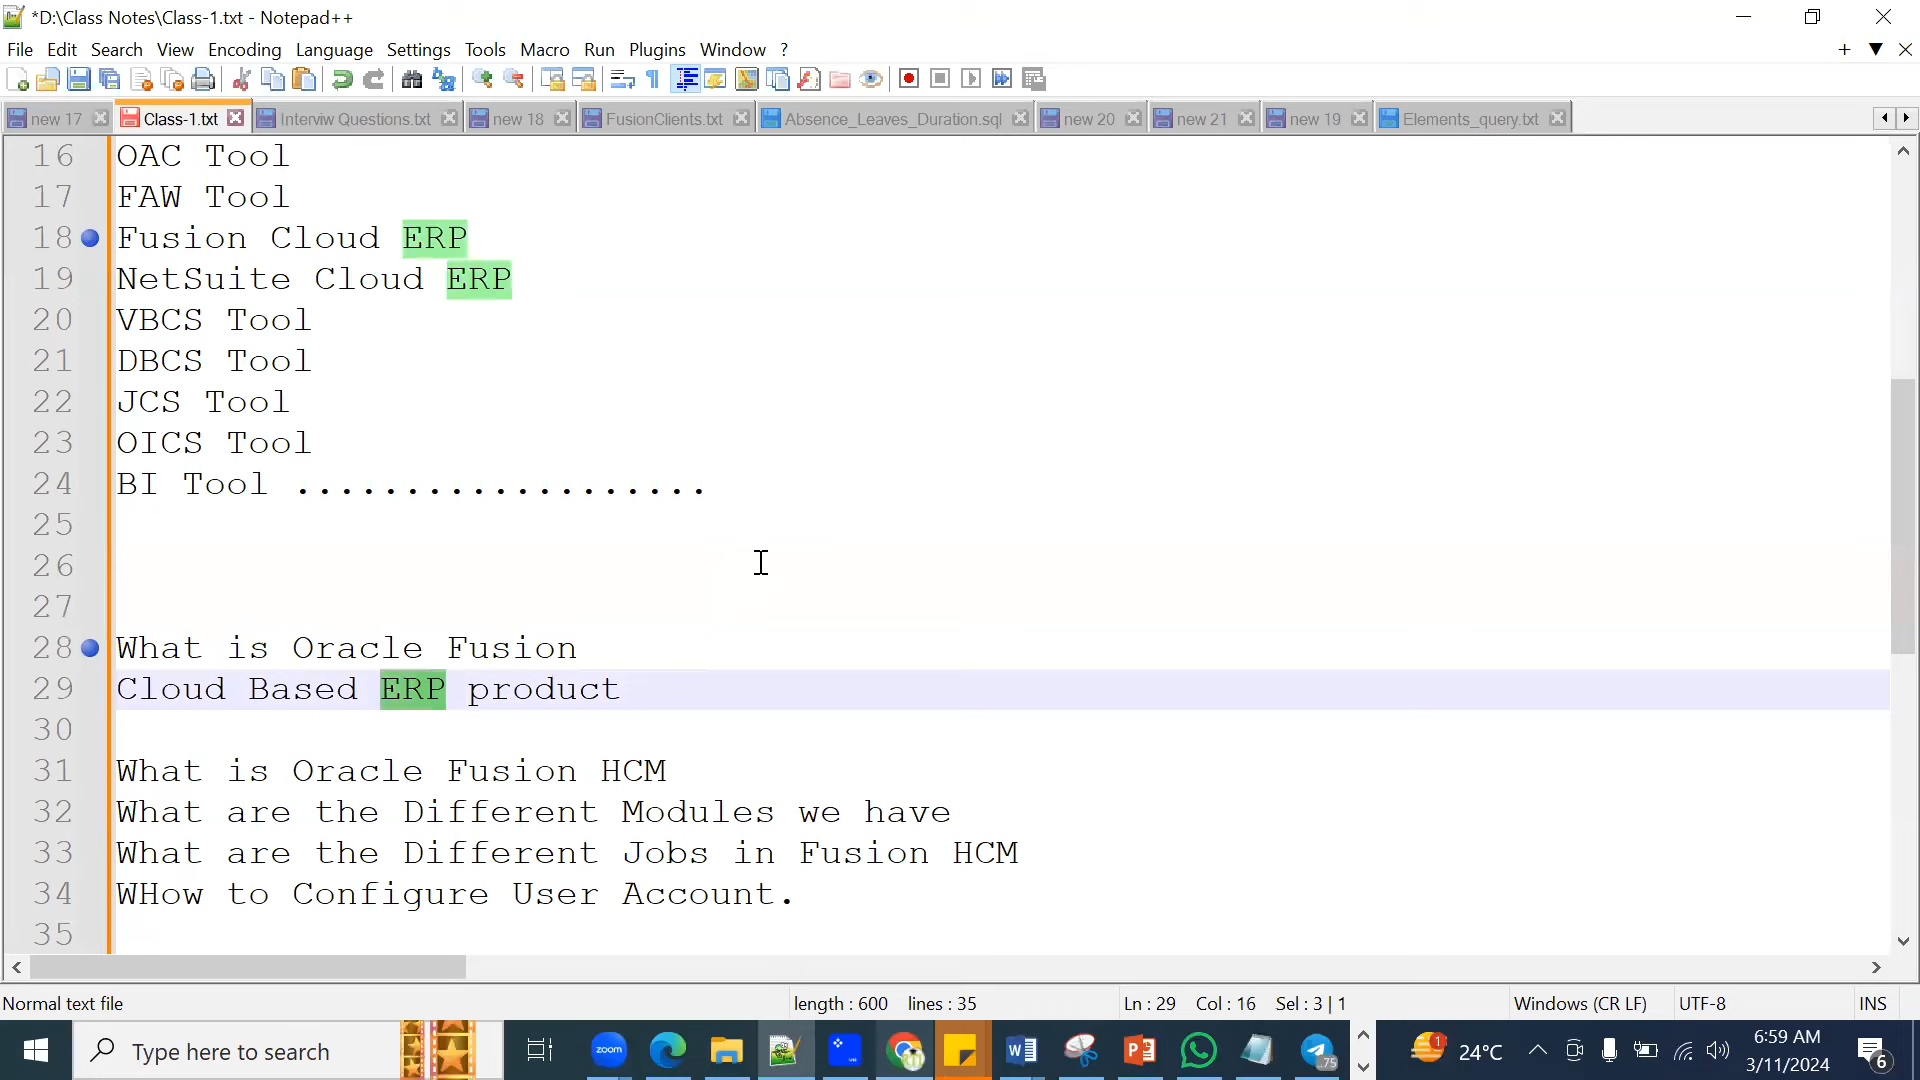 *D:\Class Notes\Class-1.txt - Notepad++
File Edit Search View Encoding Language Settings Tools Macro Run Plugins Window ?
new 17 Class-1.txt Interviw Questions.txt new 18 FusionClients.txt Absence_Leaves_Duration.sql new 20 new 21 new 19 Elements_query.txt
16 OAC Tool
17 FAW Tool
18 Fusion Cloud ERP
19 NetSuite Cloud ERP
20 VBCS Tool
21 DBCS Tool
22 JCS Tool
23 OICS Tool
24 BI Tool ...................
25
26
27
28 What is Oracle Fusion
29 Cloud Based ERP product
30
31 What is Oracle Fusion HCM
32 What are the Different Modules we have
33 What are the Different Jobs in Fusion HCM
34 WHow to Configure User Account.
35
Normal text file length : 600 lines : 35 Ln : 29 Col : 16 Sel : 3 | 1 Windows (CR LF) UTF-8 INS
Type here to search zoom 75 1 24°C 6:59 AM
3/11/2024 6